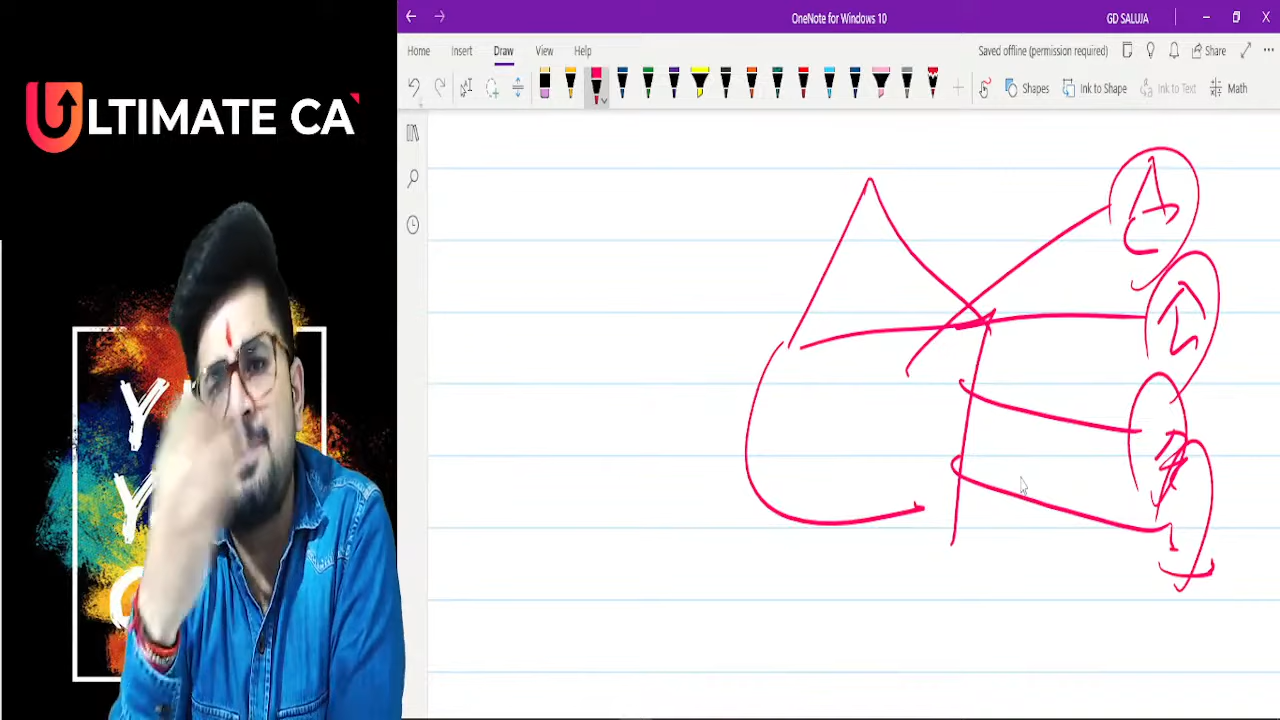 OneNote for Windows 10
GD SALUJA
Home Insert Draw View Help
Saved offline (permission required)
Share
Shapes
Ink to Shape
Ink to Text
Math
ULTIMATE CA
Y
Y
A